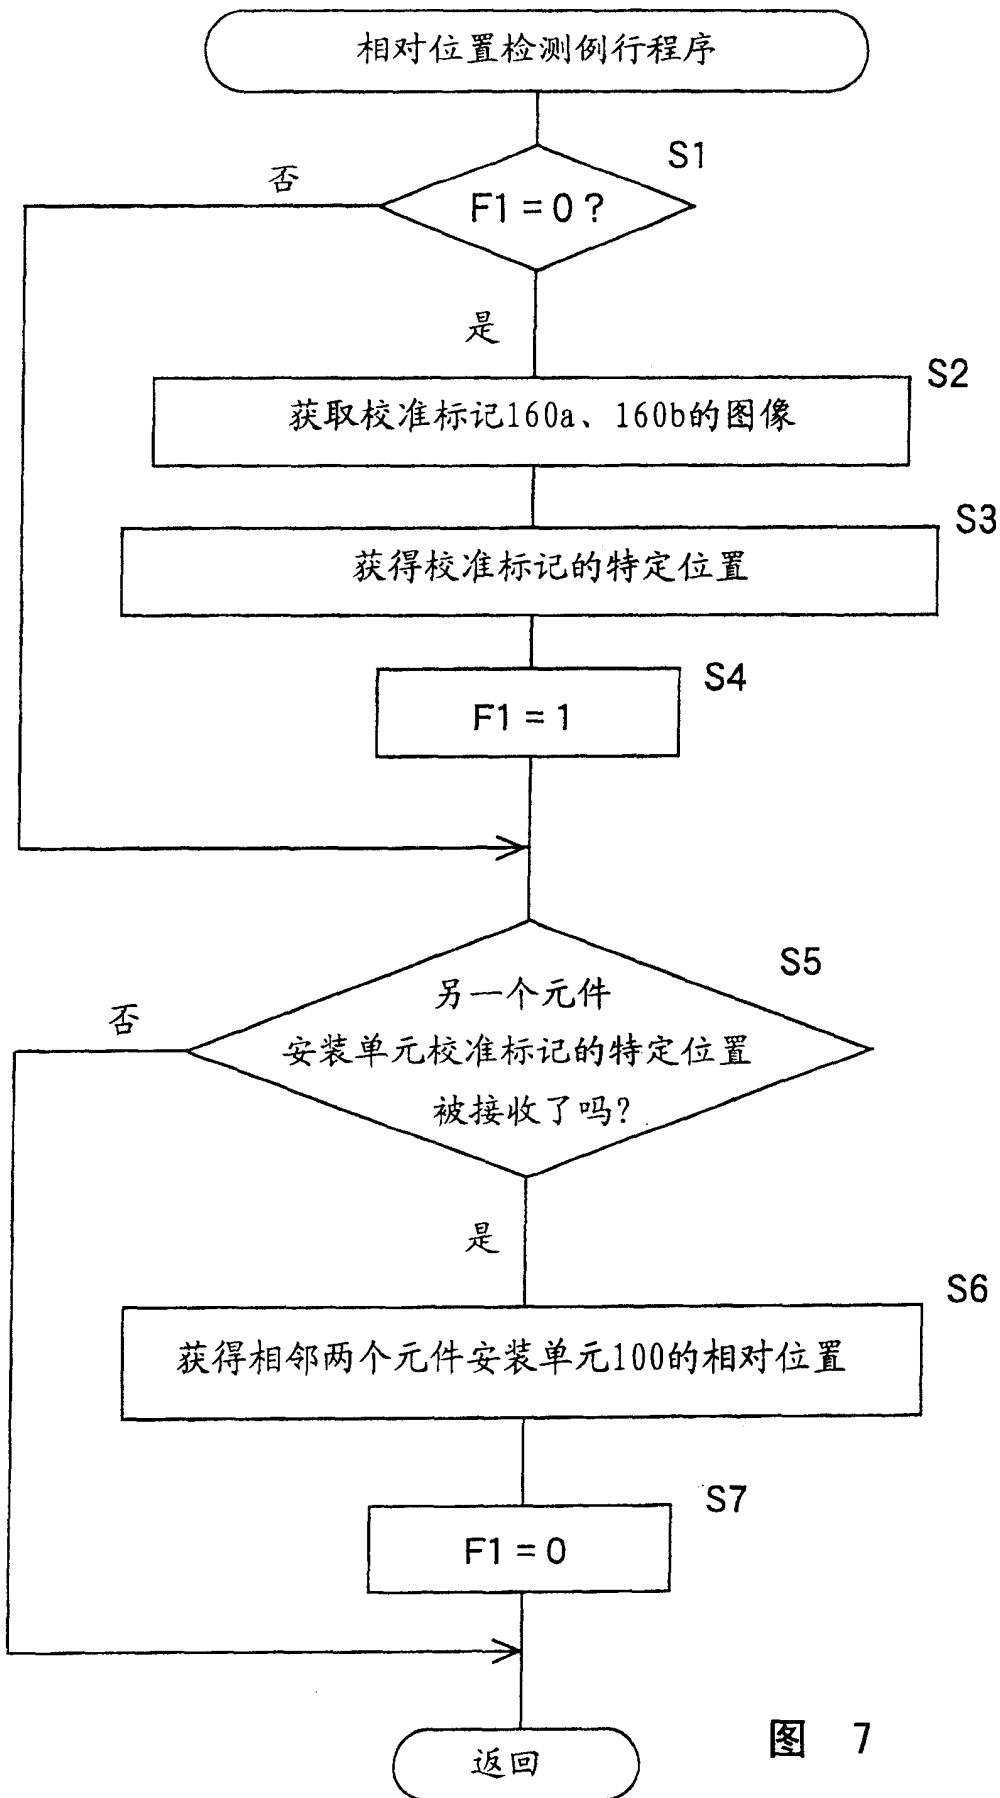 相对位置检测例行程序
S1
否
F1=0?
是
S2
获取校准标记160a、160b的图像
S3
获得校准标记的特定位置
S4
F1=1
S5
否
另一个元件
安装单元校准标记的特定位置
被接收了吗?
是
S6
获得相邻两个元件安装单元100的相对位置
S7
F1=0
返回
图 7